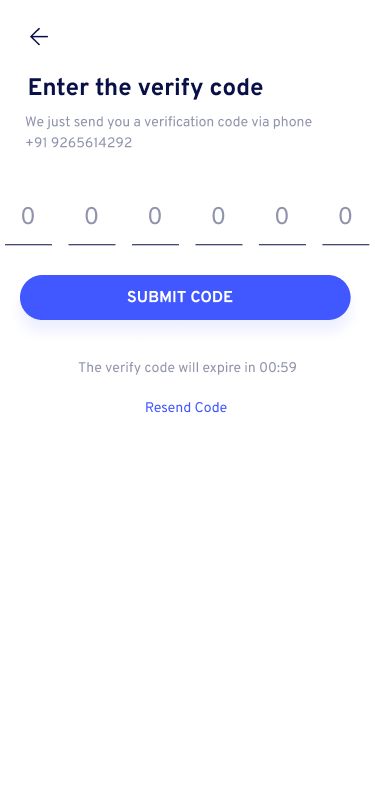 Enter the verify code
We just send you a verification code via phone
+91 9265614292
0 0 0 0 0 0
SUBMIT CODE
The verify code will expire in 00:59
Resend Code